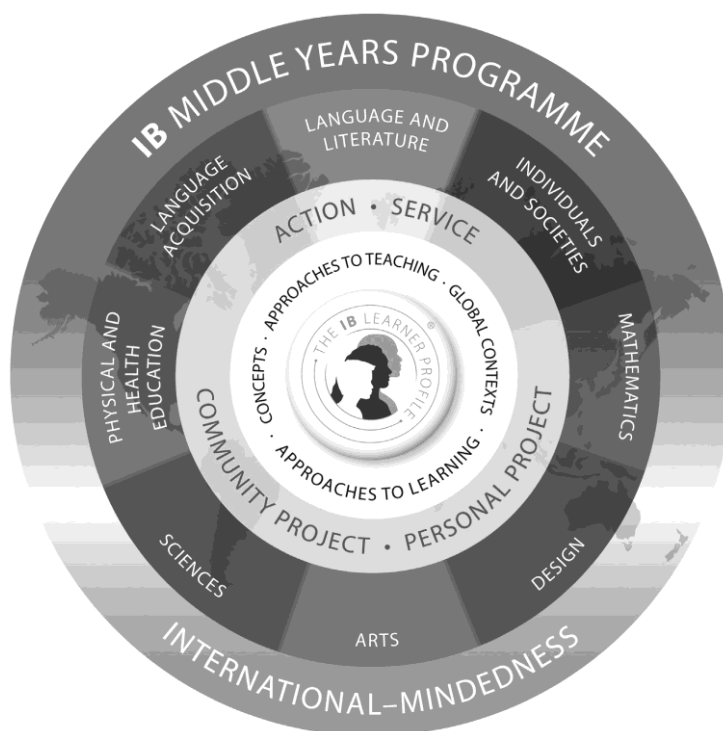 IB MIDDLE YEARS PROGRAMME
LANGUAGE AND
LITERATURE
INDIVIDUALS
AND SOCIETIES
MATHEMATICS
DESIGN
ARTS
SCIENCES
PHYSICAL AND
HEALTH
EDUCATION
LANGUAGE
ACQUISITION
ACTION · SERVICE
COMMUNITY PROJECT · PERSONAL PROJECT
APPROACHES TO TEACHING · GLOBAL CONTEXTS ·
APPROACHES TO LEARNING · CONCEPTS ·
THE IB LEARNER PROFILE
®
INTERNATIONAL–MINDEDNESS